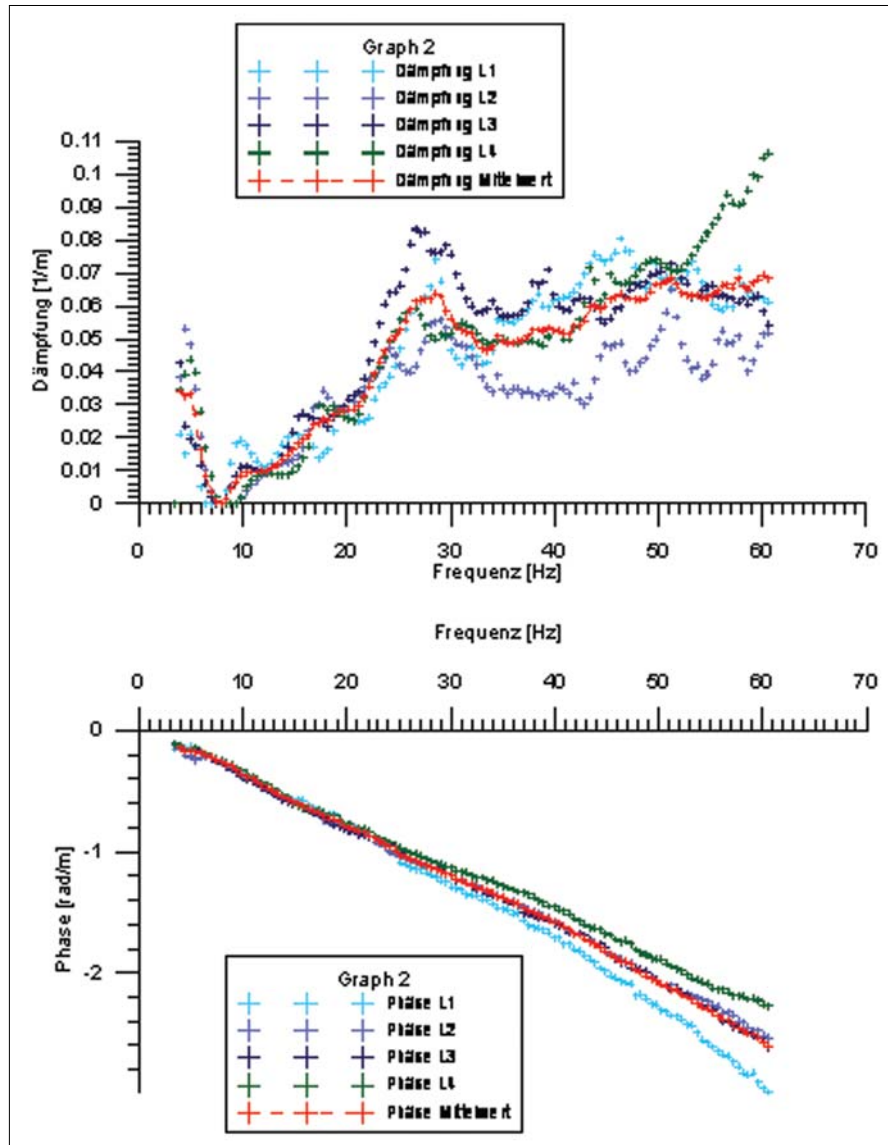 Graph 2
Dämpfung L1
Dämpfung L2
Dämpfung L3
Dämpfung L4
Dämpfung Mittelwert
0.11
0.1
0.09
0.08
0.07
0.06
0.05
0.04
0.03
0.02
0.01
0
Dämpfung [1/m]
0 10 20 30 40 50 60 70
Frequenz [Hz]
Frequenz [Hz]
0 10 20 30 40 50 60 70
0
-1
-2
Phase [rad/m]
Graph 2
Phase L1
Phase L2
Phase L3
Phase L4
Phase Mittelwert